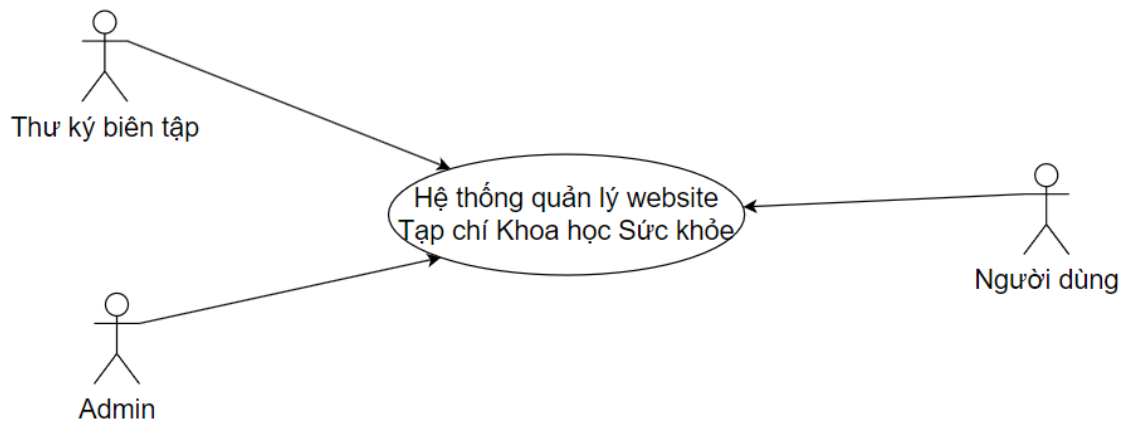 Thư ký biên tập
Hệ thống quản lý website
Tạp chí Khoa học Sức khỏe
Người dùng
Admin